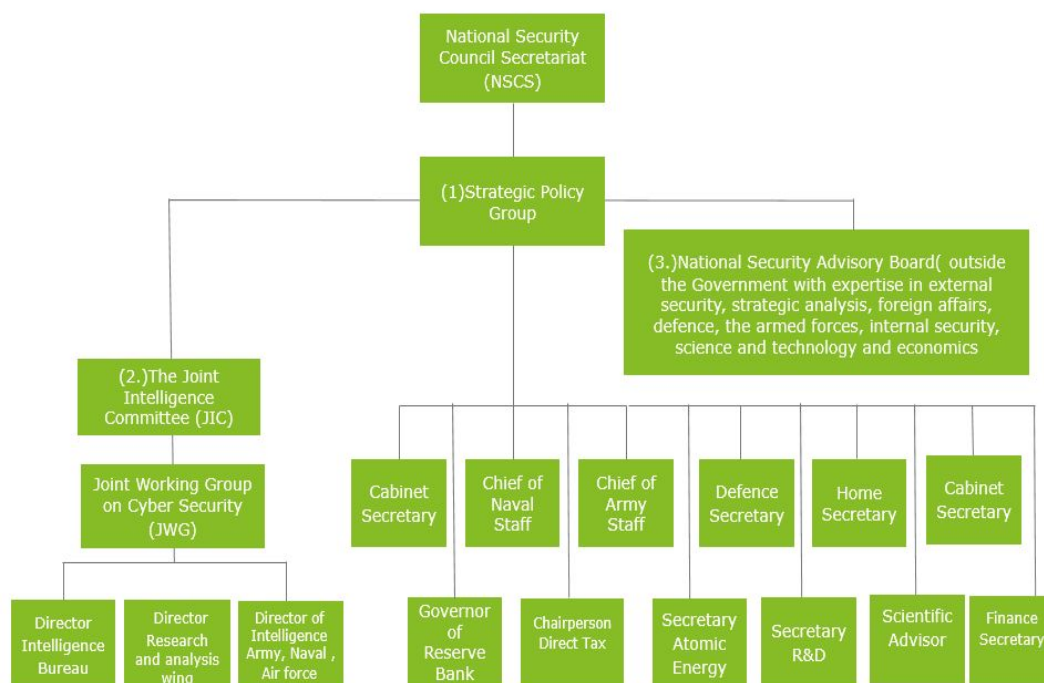 National Security
Council Secretariat
(NSCS)
(1)Strategic Policy
Group
(3.)National Security Advisory Board( outside
the Government with expertise in external
security, strategic analysis, foreign affairs,
defence, the armed forces, internal security,
science and technology and economics
(2.)The Joint
Intelligence
Committee (JIC)
Joint Working Group
on Cyber Security
(JWG)
Cabinet
Secretary
Chief of
Naval
Staff
Chief of
Army
Staff
Defence
Secretary
Home
Secretary
Cabinet
Secretary
Director
Intelligence
Bureau
Director
Research
and analysis
wing
Director of
Intelligence
Army, Naval ,
Air force
Governor
of
Reserve
Bank
Chairperson
Direct Tax
Secretary
Atomic
Energy
Secretary
R&D
Scientific
Advisor
Finance
Secretary